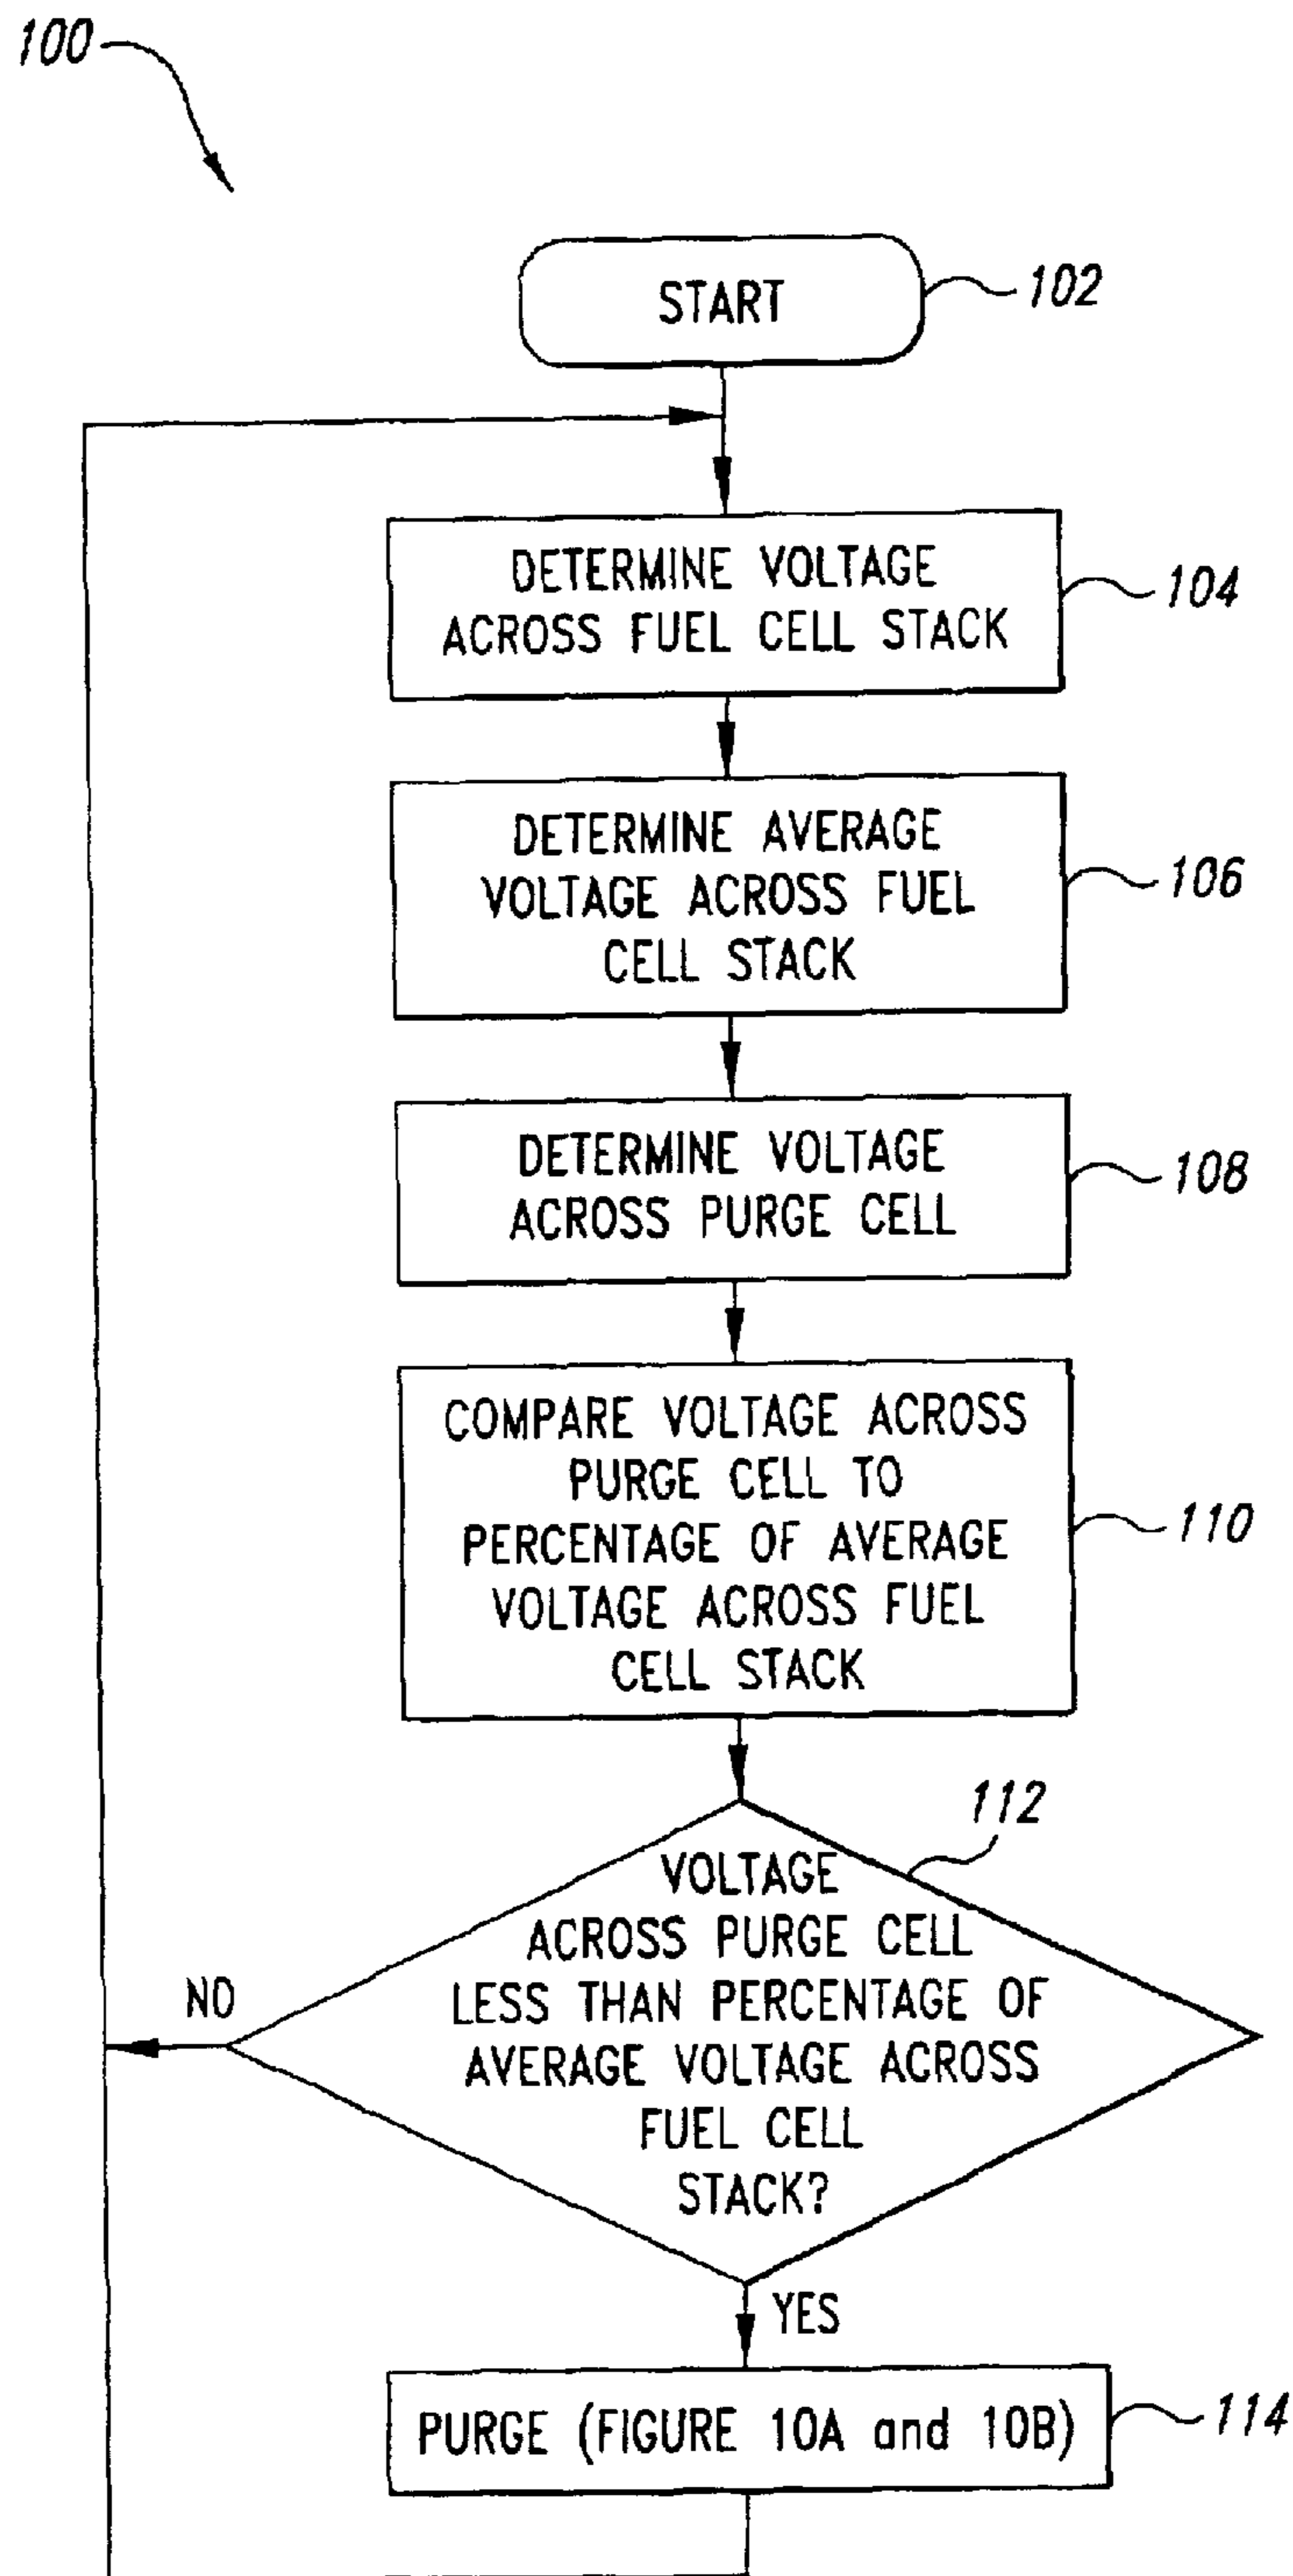 100
START
102
DETERMINE VOLTAGE
ACROSS FUEL CELL STACK
104
DETERMINE AVERAGE
VOLTAGE ACROSS FUEL
CELL STACK
106
DETERMINE VOLTAGE
ACROSS PURGE CELL
108
COMPARE VOLTAGE ACROSS
PURGE CELL TO
PERCENTAGE OF AVERAGE
VOLTAGE ACROSS FUEL
CELL STACK
110
112
VOLTAGE
ACROSS PURGE CELL
LESS THAN PERCENTAGE OF
AVERAGE VOLTAGE ACROSS
FUEL CELL
STACK?
NO
YES
PURGE (FIGURE 10A and 10B)
114